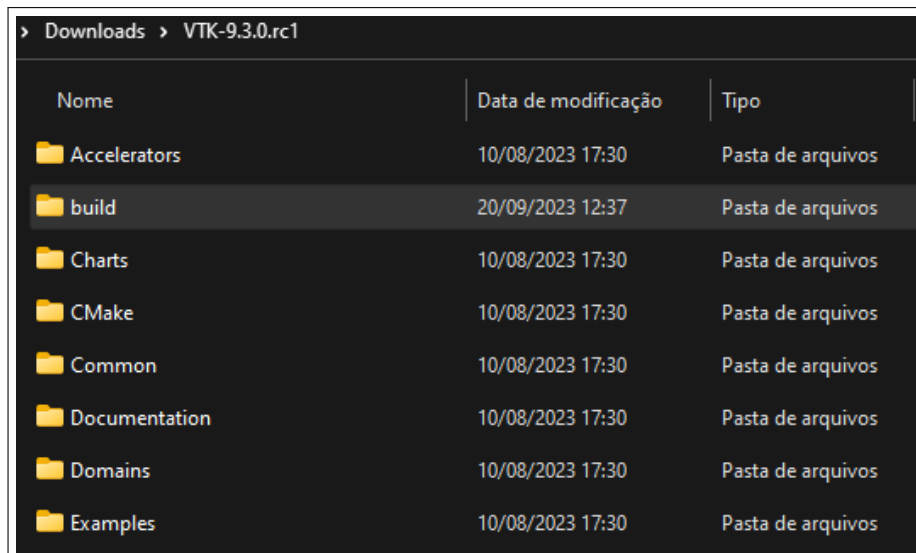 > Downloads > VTK-9.3.0.rc1
Nome Data de modificação Tipo
Accelerators 10/08/2023 17:30 Pasta de arquivos
build 20/09/2023 12:37 Pasta de arquivos
Charts 10/08/2023 17:30 Pasta de arquivos
CMake 10/08/2023 17:30 Pasta de arquivos
Common 10/08/2023 17:30 Pasta de arquivos
Documentation 10/08/2023 17:30 Pasta de arquivos
Domains 10/08/2023 17:30 Pasta de arquivos
Examples 10/08/2023 17:30 Pasta de arquivos